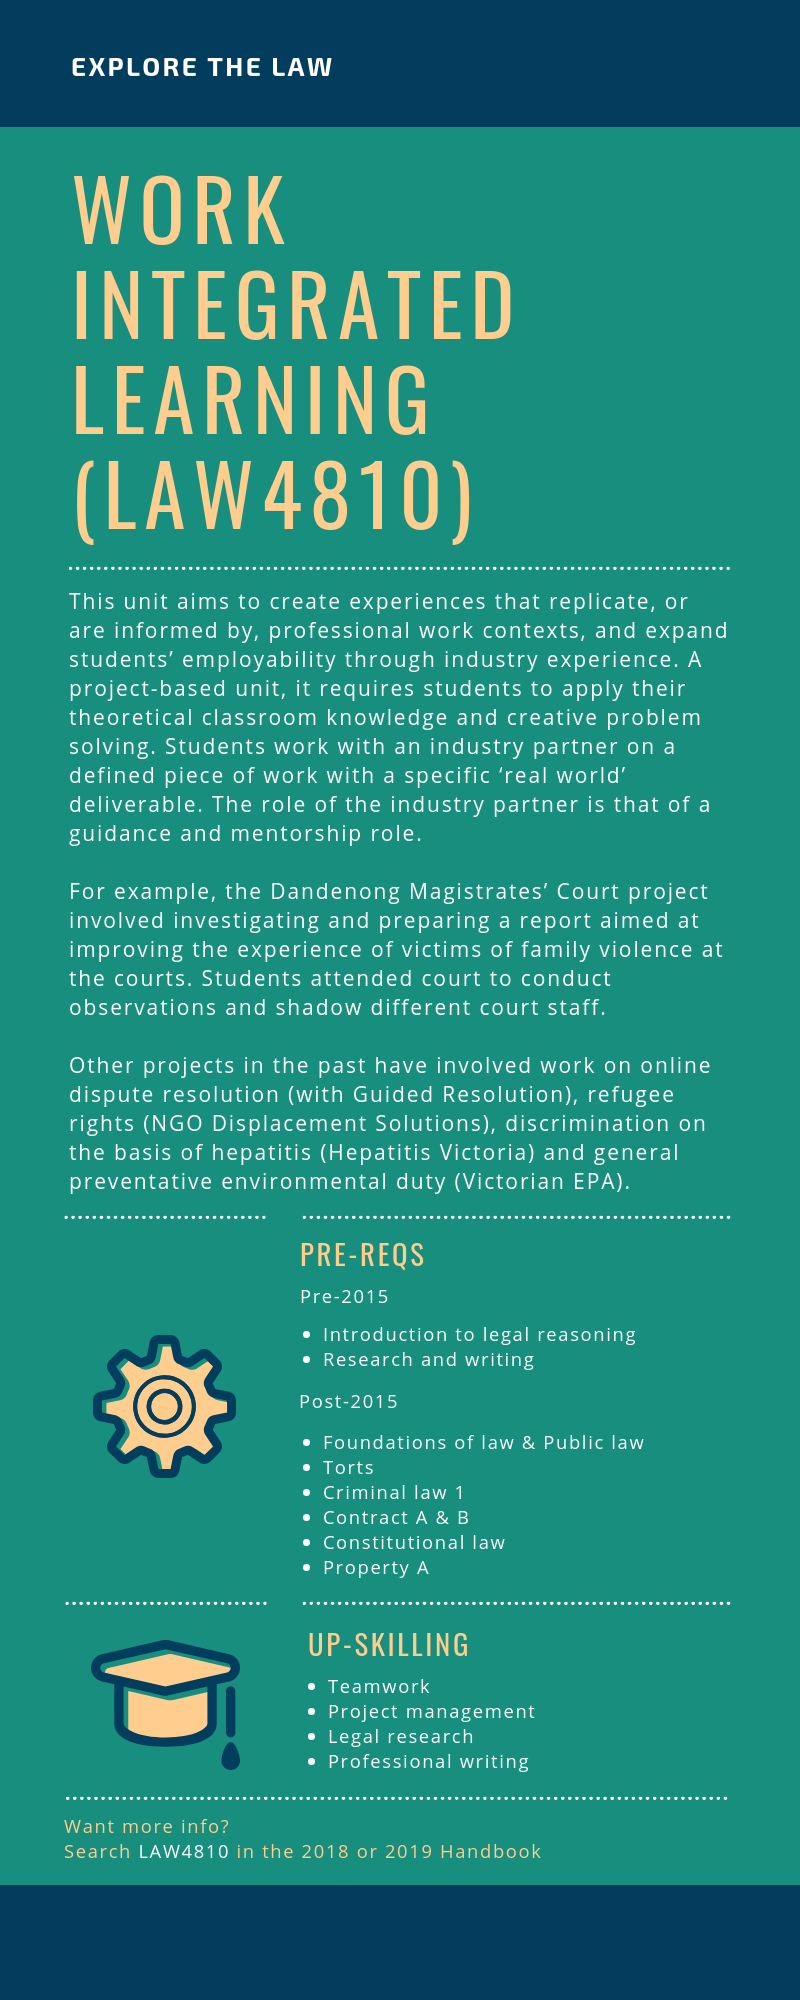 EXPLORE THE LAW
WORK
INTEGRATED
LEARNING
(LAW4810)
This unit aims to create experiences that replicate, or
are informed by, professional work contexts, and expand
students’ employability through industry experience. A
project-based unit, it requires students to apply their
theoretical classroom knowledge and creative problem
solving. Students work with an industry partner on a
defined piece of work with a specific ‘real world’
deliverable. The role of the industry partner is that of a
guidance and mentorship role.
For example, the Dandenong Magistrates’ Court project
involved investigating and preparing a report aimed at
improving the experience of victims of family violence at
the courts. Students attended court to conduct
observations and shadow different court staff.
Other projects in the past have involved work on online
dispute resolution (with Guided Resolution), refugee
rights (NGO Displacement Solutions), discrimination on
the basis of hepatitis (Hepatitis Victoria) and general
preventative environmental duty (Victorian EPA).
PRE-REQS
Pre-2015
• Introduction to legal reasoning
• Research and writing
Post-2015
• Foundations of law & Public law
• Torts
• Criminal law 1
• Contract A & B
• Constitutional law
• Property A
UP-SKILLING
• Teamwork
• Project management
• Legal research
• Professional writing
Want more info?
Search LAW4810 in the 2018 or 2019 Handbook